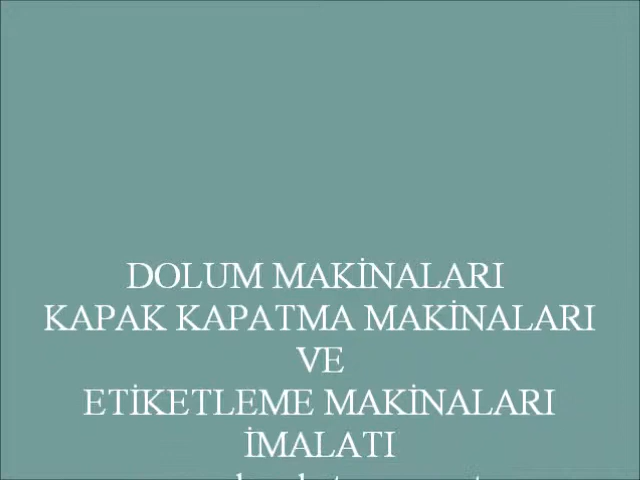 DOLUM MAKİNALARI
KAPAK KAPATMA MAKİNALARI
VE
ETİKETLEME MAKİNALARI
İMALATI